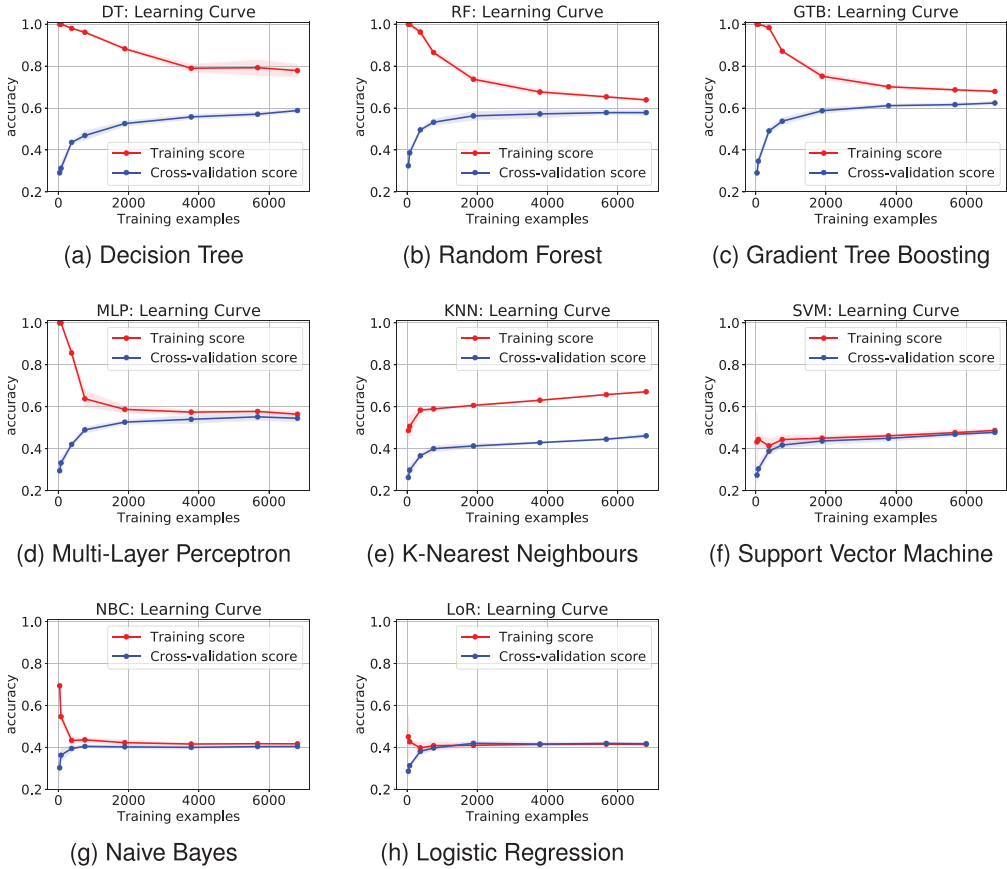 DT: Learning Curve
accuracy
1.0
0.8
0.6
0.4
0.2
Training score
Cross-validation score
0 2000 4000 6000
Training examples
(a) Decision Tree
RF: Learning Curve
accuracy
1.0
0.8
0.6
0.4
0.2
Training score
Cross-validation score
0 2000 4000 6000
Training examples
(b) Random Forest
GTB: Learning Curve
accuracy
1.0
0.8
0.6
0.4
0.2
Training score
Cross-validation score
0 2000 4000 6000
Training examples
(c) Gradient Tree Boosting
MLP: Learning Curve
accuracy
1.0
0.8
0.6
0.4
0.2
Training score
Cross-validation score
0 2000 4000 6000
Training examples
(d) Multi-Layer Perceptron
KNN: Learning Curve
accuracy
1.0
0.8
0.6
0.4
0.2
Training score
Cross-validation score
0 2000 4000 6000
Training examples
(e) K-Nearest Neighbours
SVM: Learning Curve
accuracy
1.0
0.8
0.6
0.4
0.2
Training score
Cross-validation score
0 2000 4000 6000
Training examples
(f) Support Vector Machine
NBC: Learning Curve
accuracy
1.0
0.8
0.6
0.4
0.2
Training score
Cross-validation score
0 2000 4000 6000
Training examples
(g) Naive Bayes
LoR: Learning Curve
accuracy
1.0
0.8
0.6
0.4
0.2
Training score
Cross-validation score
0 2000 4000 6000
Training examples
(h) Logistic Regression